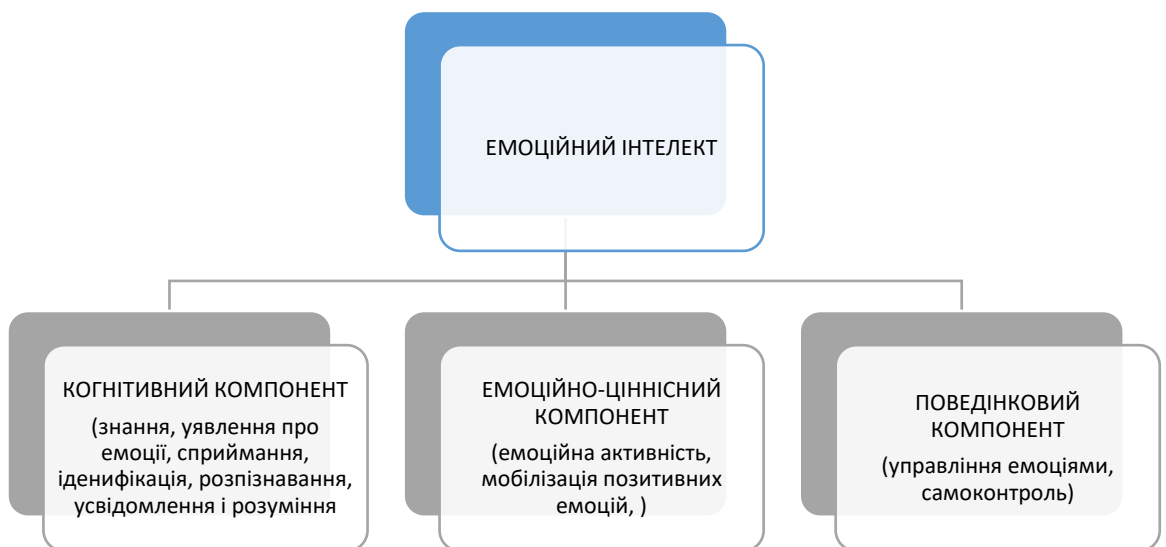 ЕМОЦІЙНИЙ ІНТЕЛЕКТ
КОГНІТИВНИЙ КОМПОНЕНТ
(знання, уявлення про
емоції, сприймання,
іденифікація, розпізнавання,
усвідомлення і розуміння
ЕМОЦІЙНО-ЦІННІСНИЙ
КОМПОНЕНТ
(емоційна активність,
мобілізація позитивних
емоцій, )
ПОВЕДІНКОВИЙ
КОМПОНЕНТ
(управління емоціями,
самоконтроль)